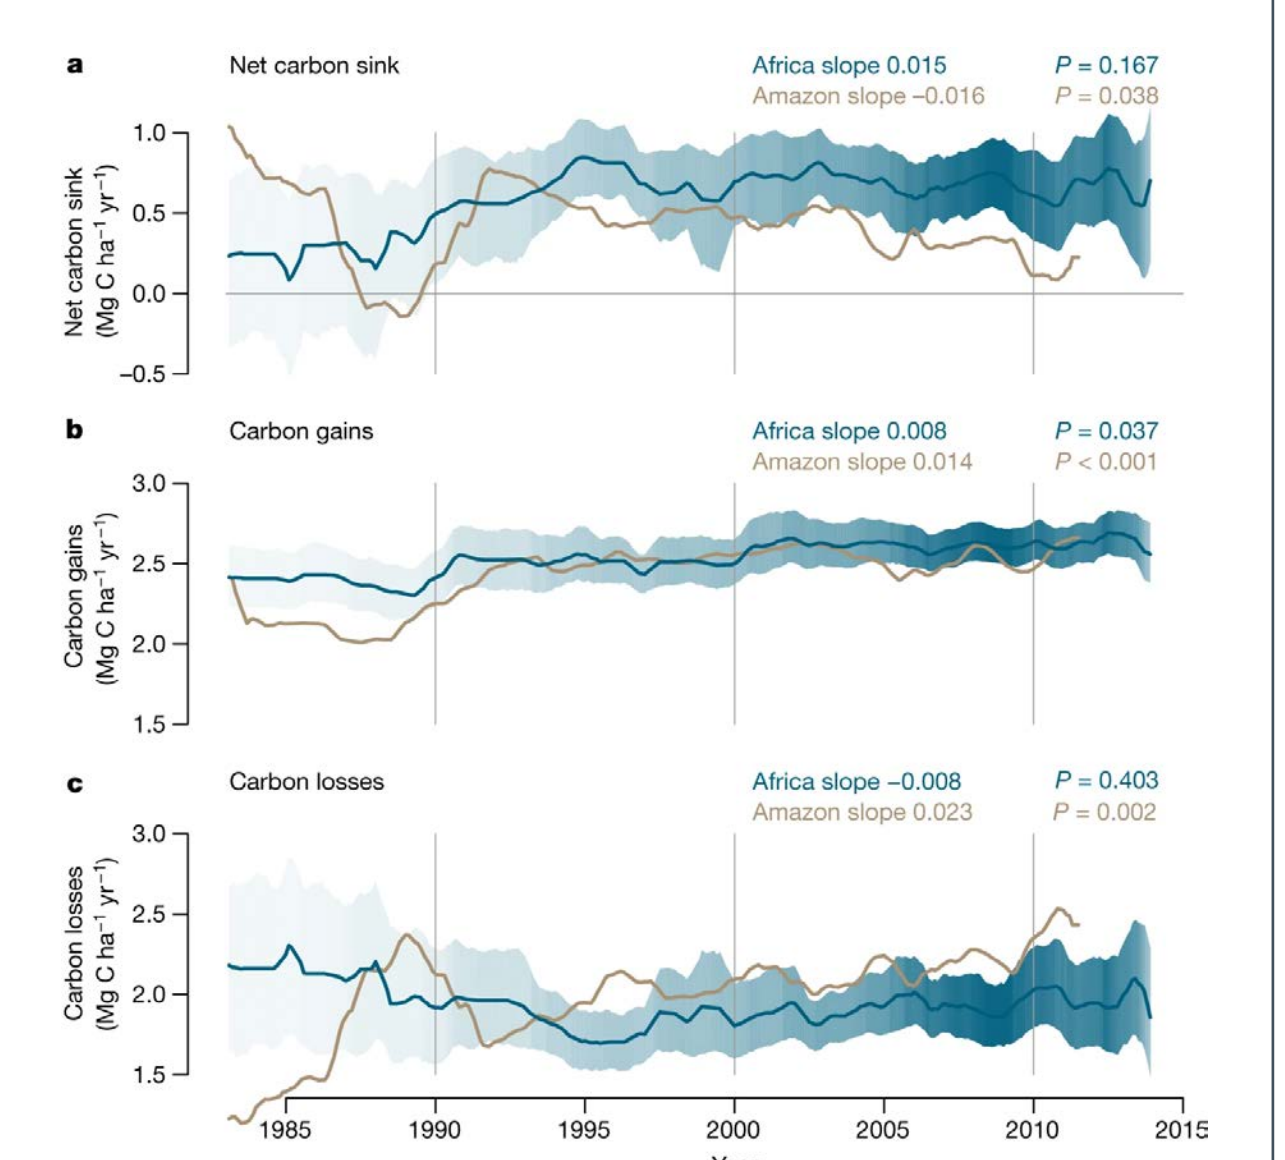 a
Net carbon sink
Africa slope 0.015
P = 0.167
Amazon slope −0.016
P = 0.038
Net carbon sink
(Mg C ha⁻¹ yr⁻¹)
1.0
0.5
0.0
−0.5
b
Carbon gains
Africa slope 0.008
P = 0.037
Amazon slope 0.014
P < 0.001
Carbon gains
(Mg C ha⁻¹ yr⁻¹)
3.0
2.5
2.0
1.5
c
Carbon losses
Africa slope −0.008
P = 0.403
Amazon slope 0.023
P = 0.002
Carbon losses
(Mg C ha⁻¹ yr⁻¹)
3.0
2.5
2.0
1.5
1985 1990 1995 2000 2005 2010 2015